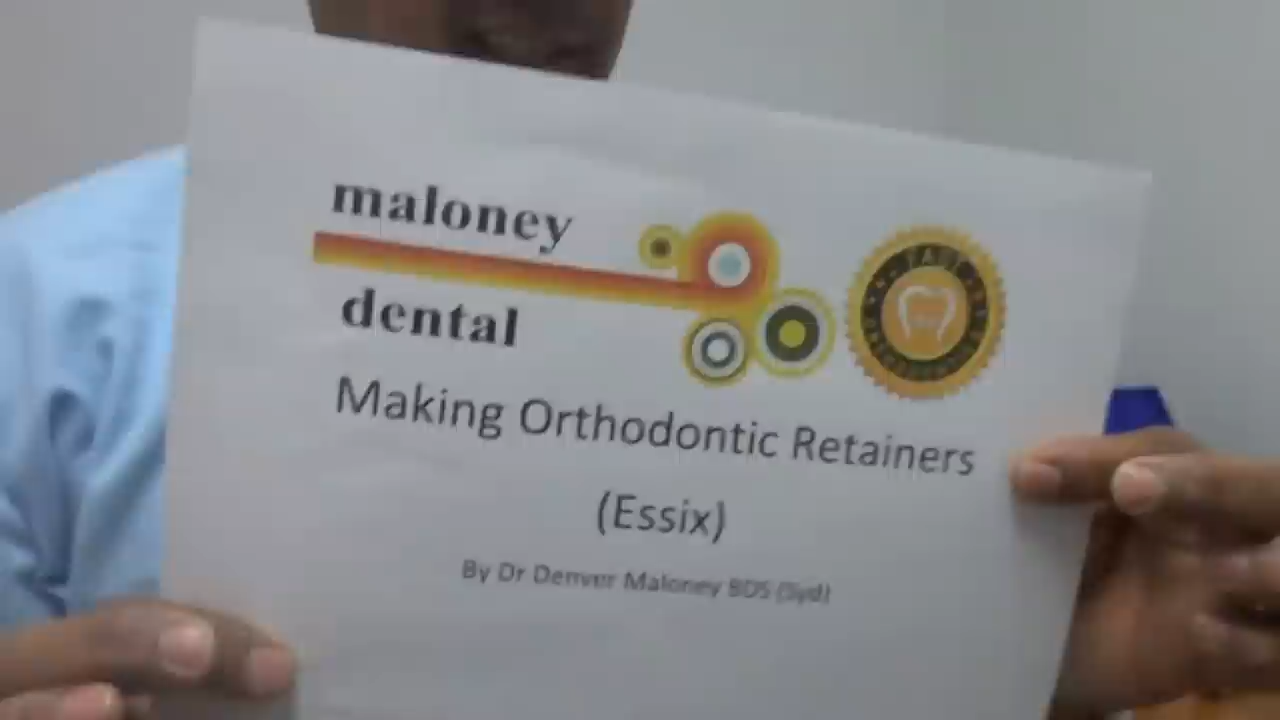 maloney
dental
Making Orthodontic Retainers
(Essix)
By Dr Denver Maloney BDS (Syd)